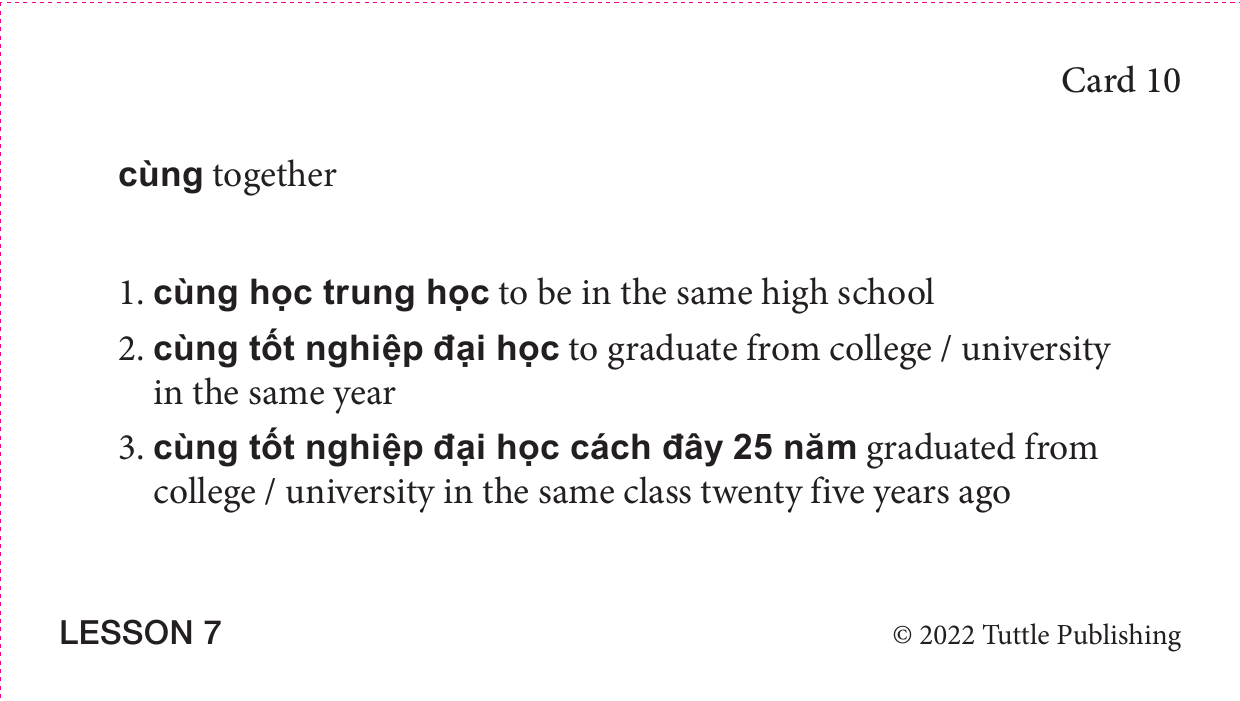 Card 10
cùng together
1. cùng học trung học to be in the same high school
2. cùng tốt nghiệp đại học to graduate from college / university
in the same year
3. cùng tốt nghiệp đại học cách đây 25 năm graduated from
college / university in the same class twenty five years ago
LESSON 7
© 2022 Tuttle Publishing